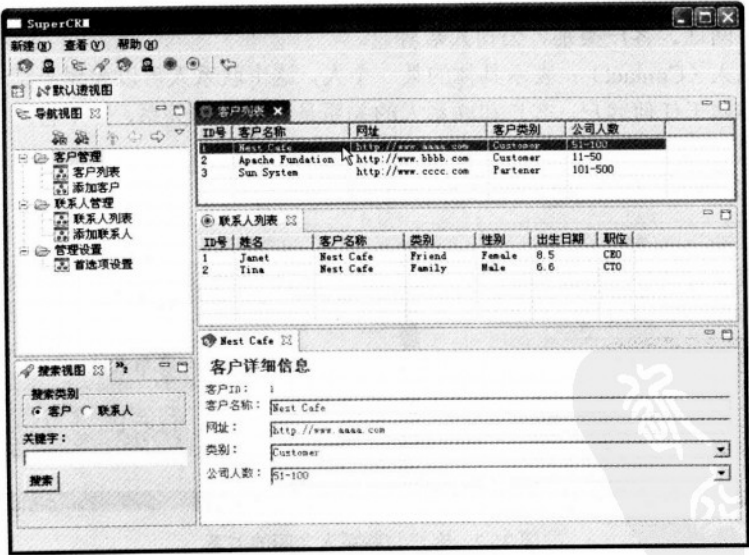 SuperCRM
新建(N) 查看(V) 帮助(H)
默认透视图
导航视图
客户管理
客户列表
添加客户
联系人管理
联系人列表
添加联系人
管理设置
首选项设置
客户列表
ID号 客户名称 网址 客户类别 公司人数
1 Nest Cafe http://www.aaaa.com Customer 51-100
2 Apache Fundation http://www.bbbb.com Customer 11-50
3 Sun System http://www.cccc.com Partener 101-500
联系人列表
ID号 姓名 客户名称 类别 性别 出生日期 职位
1 Janet Nest Cafe Friend Female 8.5 CEO
2 Tina Nest Cafe Family Male 6.6 CTO
搜索视图 »2
搜索类别
客户 联系人
关键字：
搜索
Nest Cafe
客户详细信息
客户ID： 1
客户名称： Nest Cafe
网址： http://www.aaaa.com
类别： Customer
公司人数： 51-100